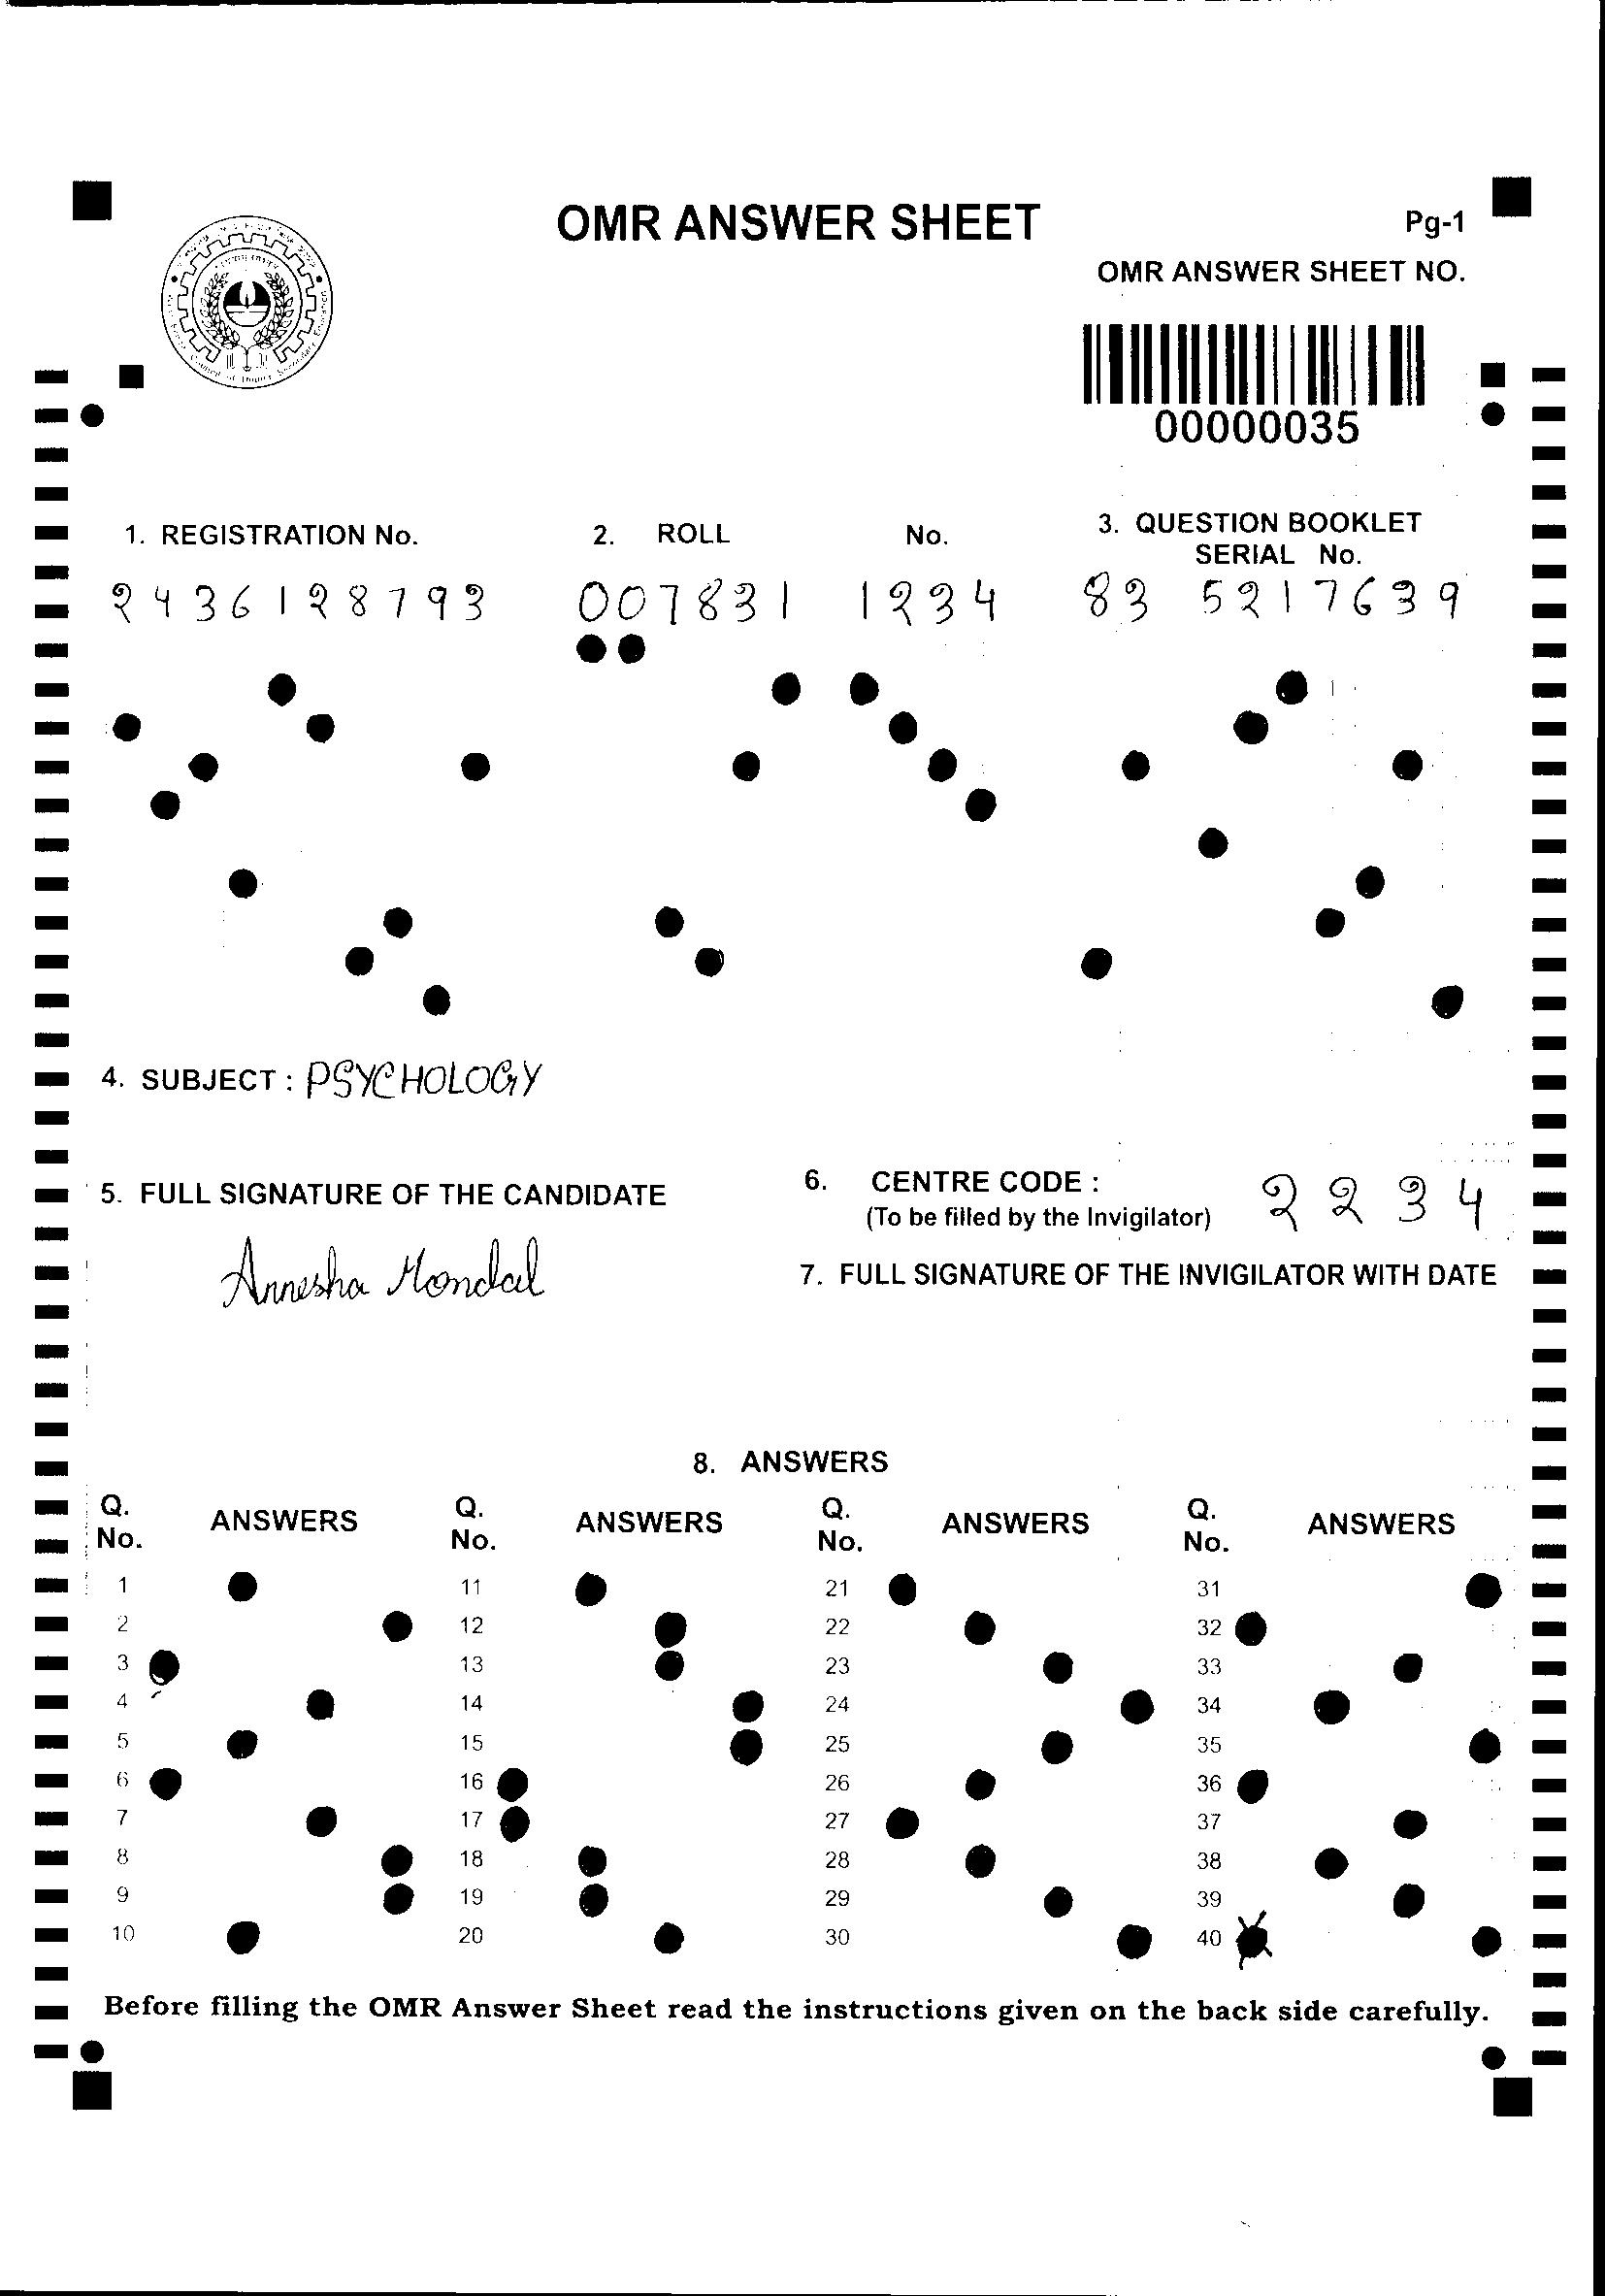 OMR ANSWER SHEET
Pg-1
OMR ANSWER SHEET NO.
00000035
1. REGISTRATION No.
2. ROLL No.
3. QUESTION BOOKLET
SERIAL No.
2436128793 007831 1234 83 5217639
4. SUBJECT : PSYCHOLOGY
5. FULL SIGNATURE OF THE CANDIDATE
Annesha Mondal
6. CENTRE CODE : 2234
(To be filled by the Invigilator)
7. FULL SIGNATURE OF THE INVIGILATOR WITH DATE
8. ANSWERS
Q. No. ANSWERS Q. No. ANSWERS Q. No. ANSWERS Q. No. ANSWERS
1 11 21 31
2 12 22 32
3 13 23 33
4 14 24 34
5 15 25 35
6 16 26 36
7 17 27 37
8 18 28 38
9 19 29 39
10 20 30 40
Before filling the OMR Answer Sheet read the instructions given on the back side carefully.